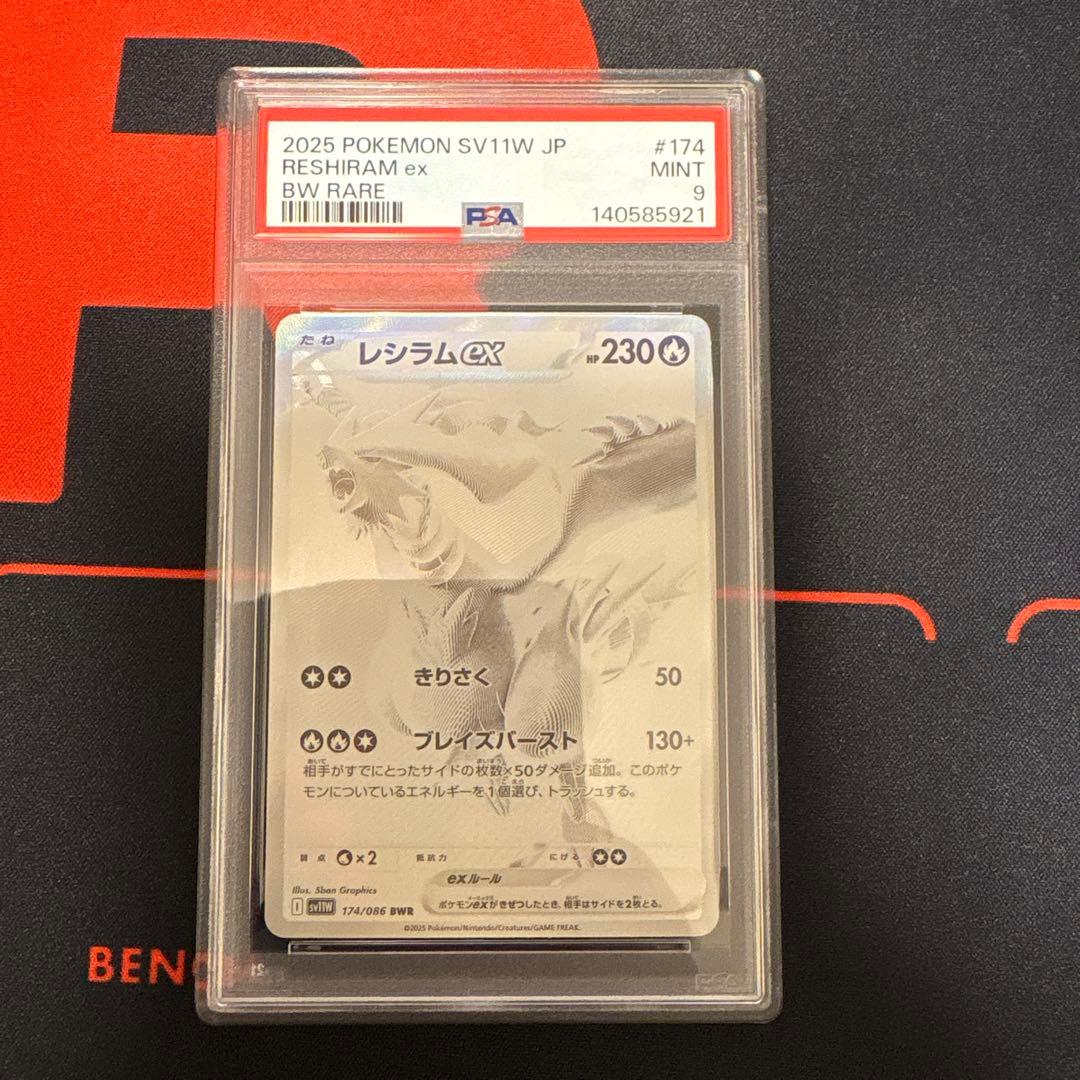 2025 POKEMON SV11W JP #174
RESHIRAM ex MINT
BW RARE 9
PSA 140585921
たね レシラムex HP 230
きりさく 50
ブレイズバースト 130+
相手がすでにとったサイドの枚数×50ダメージ追加。このポケ
モンについているエネルギーを1個選び、トラッシュする。
弱点 ×2 抵抗力 にげる
exルール
Illus. 5ban Graphics
ポケモンexがきぜつしたとき、相手はサイドを2枚とる。
I sv11W 174/086 BWR
©2025 Pokémon/Nintendo/Creatures/GAME FREAK.
BENC
PSA